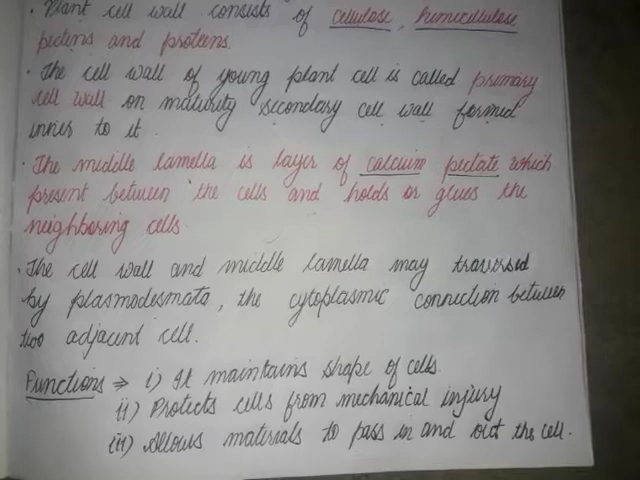 · Plant cell wall consists of cellulose, hemicellulose
pectins and proteins.
· The cell wall of young plant cell is called primary
cell wall on maturity secondary cell wall formed
inner to it.
· The middle lamella is layer of calcium pectate which
present between the cells and holds or glues the
neighboring cells.
· The cell wall and middle lamella may traversed
by plasmodesmata, the cytoplasmic connection between
two adjacent cell.
Functions ⇒ i) It maintains shape of cells.
ii) Protects cells from mechanical injury
iii) Allows materials to pass in and out the cell.